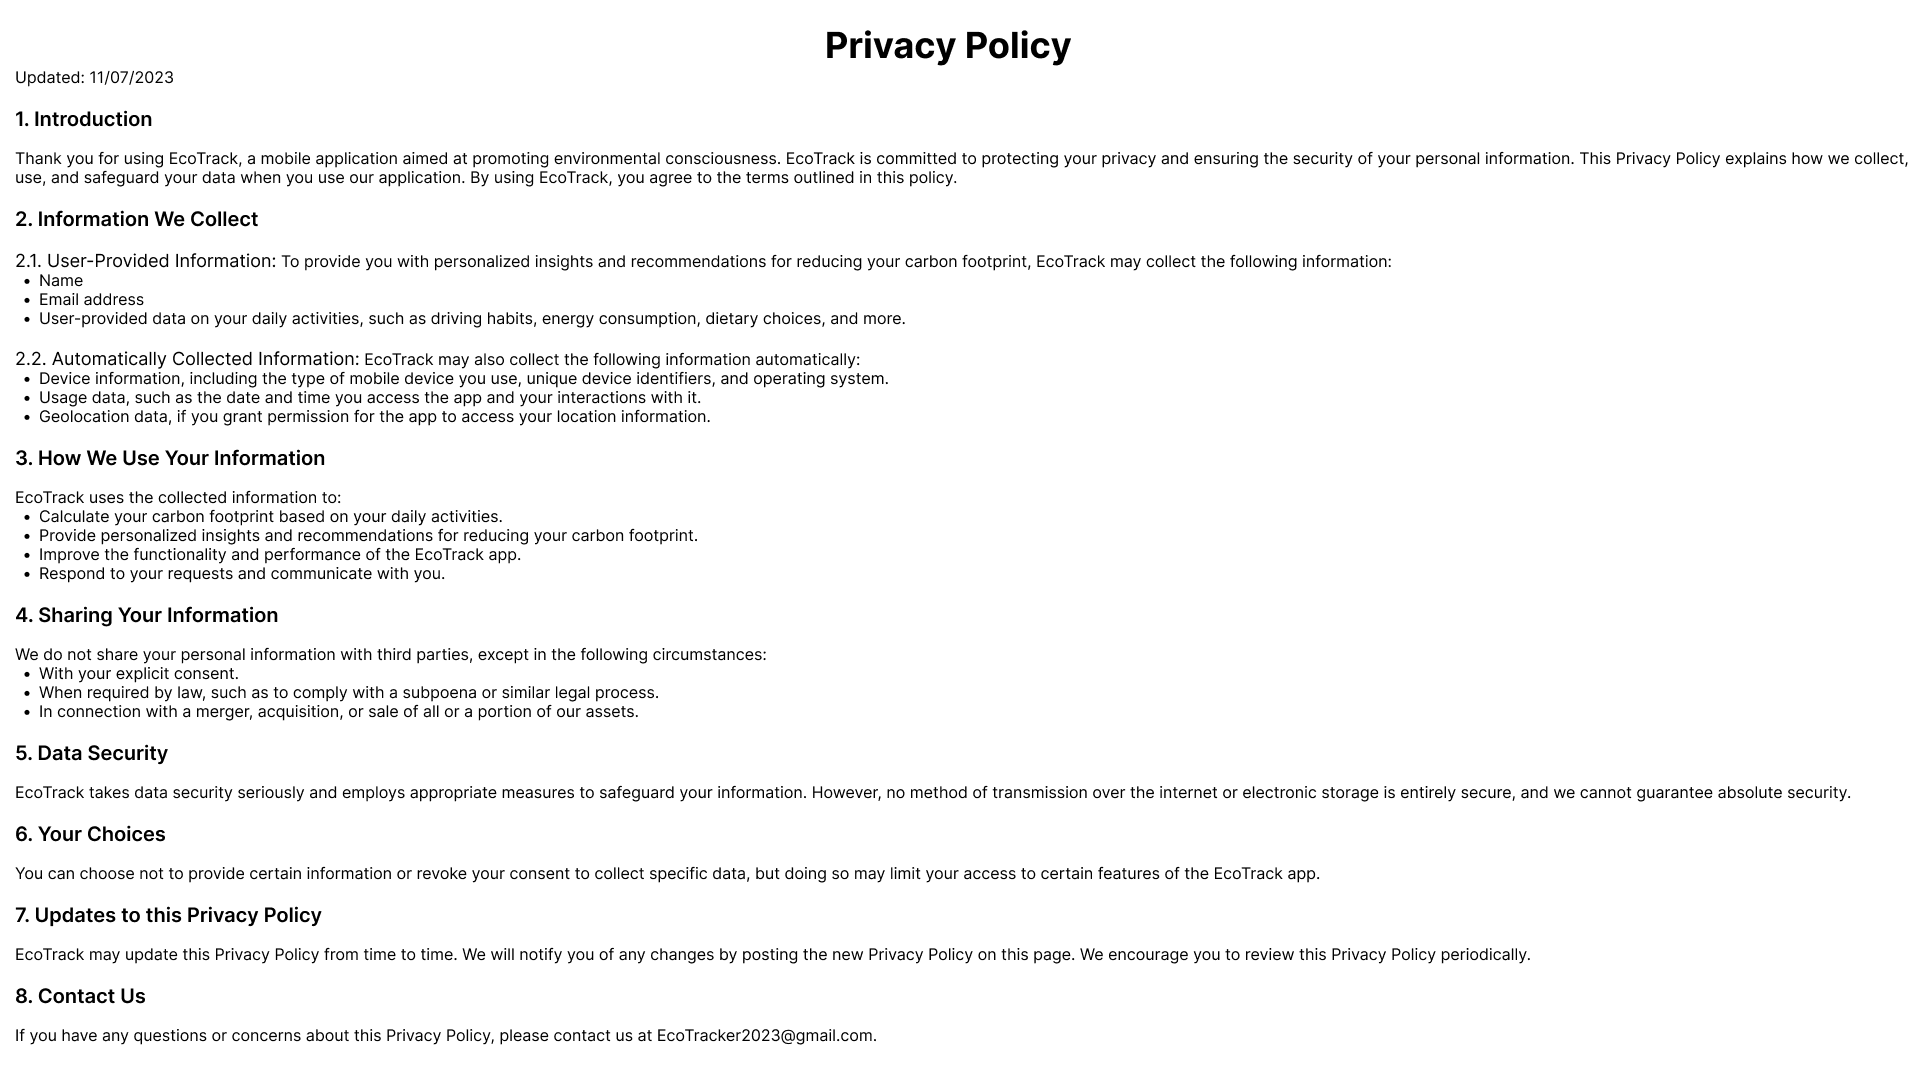 Privacy Policy
Updated: 11/07/2023
1. Introduction
Thank you for using EcoTrack, a mobile application aimed at promoting environmental consciousness. EcoTrack is committed to protecting your privacy and ensuring the security of your personal information. This Privacy Policy explains how we collect,
use, and safeguard your data when you use our application. By using EcoTrack, you agree to the terms outlined in this policy.
2. Information We Collect
2.1. User-Provided Information: To provide you with personalized insights and recommendations for reducing your carbon footprint, EcoTrack may collect the following information:
• Name
• Email address
• User-provided data on your daily activities, such as driving habits, energy consumption, dietary choices, and more.
2.2. Automatically Collected Information: EcoTrack may also collect the following information automatically:
• Device information, including the type of mobile device you use, unique device identifiers, and operating system.
• Usage data, such as the date and time you access the app and your interactions with it.
• Geolocation data, if you grant permission for the app to access your location information.
3. How We Use Your Information
EcoTrack uses the collected information to:
• Calculate your carbon footprint based on your daily activities.
• Provide personalized insights and recommendations for reducing your carbon footprint.
• Improve the functionality and performance of the EcoTrack app.
• Respond to your requests and communicate with you.
4. Sharing Your Information
We do not share your personal information with third parties, except in the following circumstances:
• With your explicit consent.
• When required by law, such as to comply with a subpoena or similar legal process.
• In connection with a merger, acquisition, or sale of all or a portion of our assets.
5. Data Security
EcoTrack takes data security seriously and employs appropriate measures to safeguard your information. However, no method of transmission over the internet or electronic storage is entirely secure, and we cannot guarantee absolute security.
6. Your Choices
You can choose not to provide certain information or revoke your consent to collect specific data, but doing so may limit your access to certain features of the EcoTrack app.
7. Updates to this Privacy Policy
EcoTrack may update this Privacy Policy from time to time. We will notify you of any changes by posting the new Privacy Policy on this page. We encourage you to review this Privacy Policy periodically.
8. Contact Us
If you have any questions or concerns about this Privacy Policy, please contact us at EcoTracker2023@gmail.com.